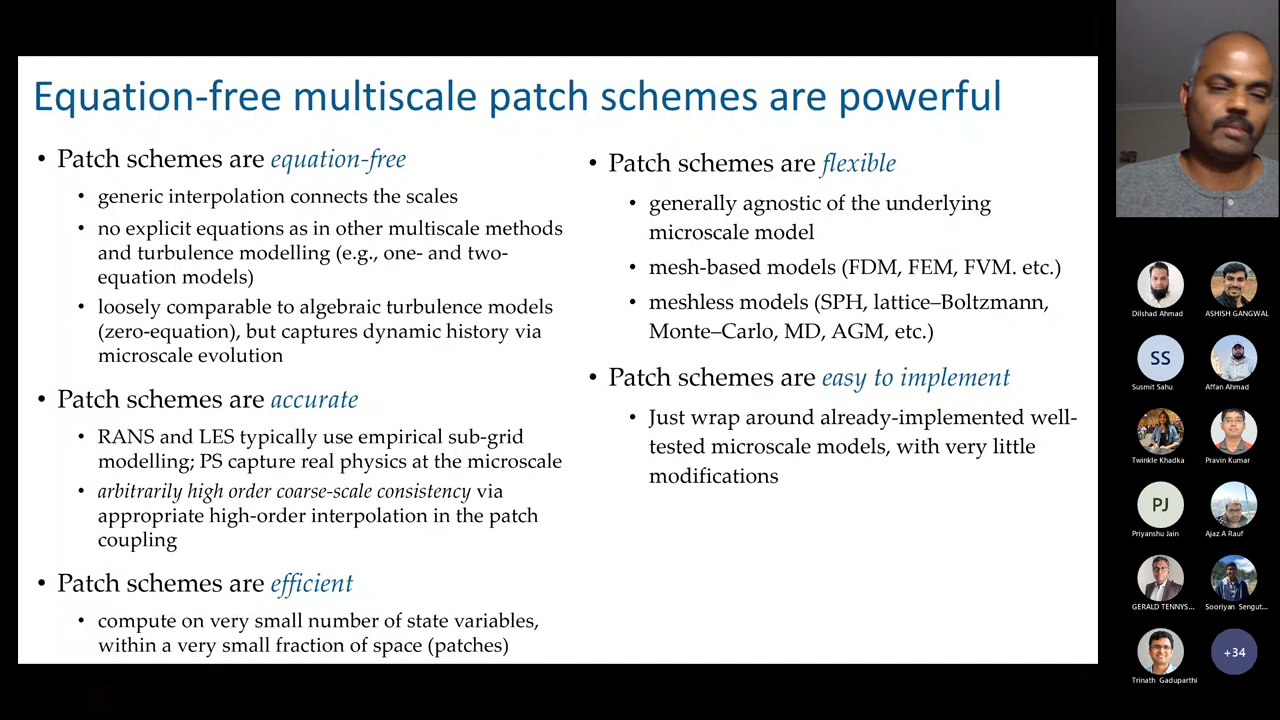 Equation-free multiscale patch schemes are powerful
• Patch schemes are equation-free
• generic interpolation connects the scales
• no explicit equations as in other multiscale methods
and turbulence modelling (e.g., one- and two-
equation models)
• loosely comparable to algebraic turbulence models
(zero-equation), but captures dynamic history via
microscale evolution
• Patch schemes are accurate
• RANS and LES typically use empirical sub-grid
modelling; PS capture real physics at the microscale
• arbitrarily high order coarse-scale consistency via
appropriate high-order interpolation in the patch
coupling
• Patch schemes are efficient
• compute on very small number of state variables,
within a very small fraction of space (patches)
• Patch schemes are flexible
• generally agnostic of the underlying
microscale model
• mesh-based models (FDM, FEM, FVM. etc.)
• meshless models (SPH, lattice–Boltzmann,
Monte–Carlo, MD, AGM, etc.)
• Patch schemes are easy to implement
• Just wrap around already-implemented well-
tested microscale models, with very little
modifications
Dilshad Ahmad
ASHISH GANGWAL
SS
Susmit Sahu
Affan Ahmad
Twinkle Khadka
Pravin Kumar
PJ
Priyanshu Jain
Ajaz A Rauf
GERALD TENNYS...
Sooriyan Sengut...
Trinath Gaduparthi
+34